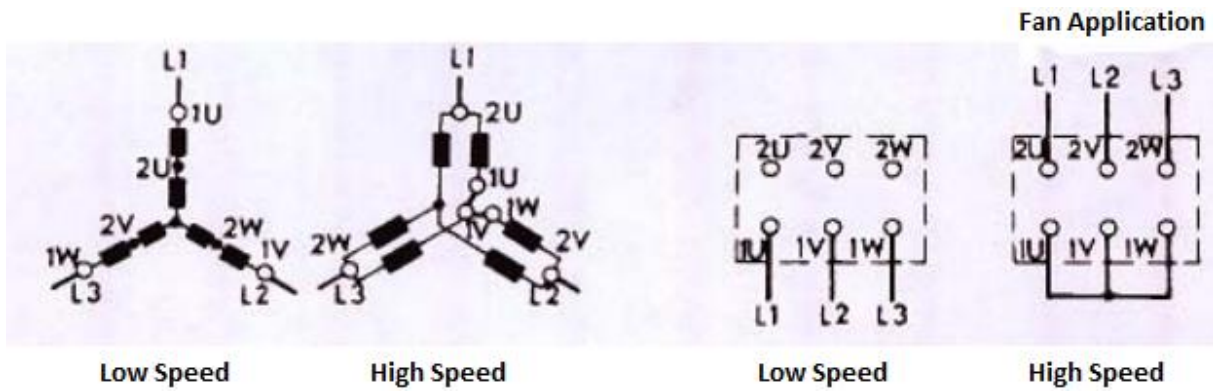 Fan Application
L1
1U
2U
2V
2W
1W
1V
L3
L2
L1
2U
1U
1W
1V
2W
2V
L3
L2
2U 2V 2W
1U 1V 1W
L1 L2 L3
L1 L2 L3
2U 2V 2W
1U 1V 1W
Low Speed
High Speed
Low Speed
High Speed